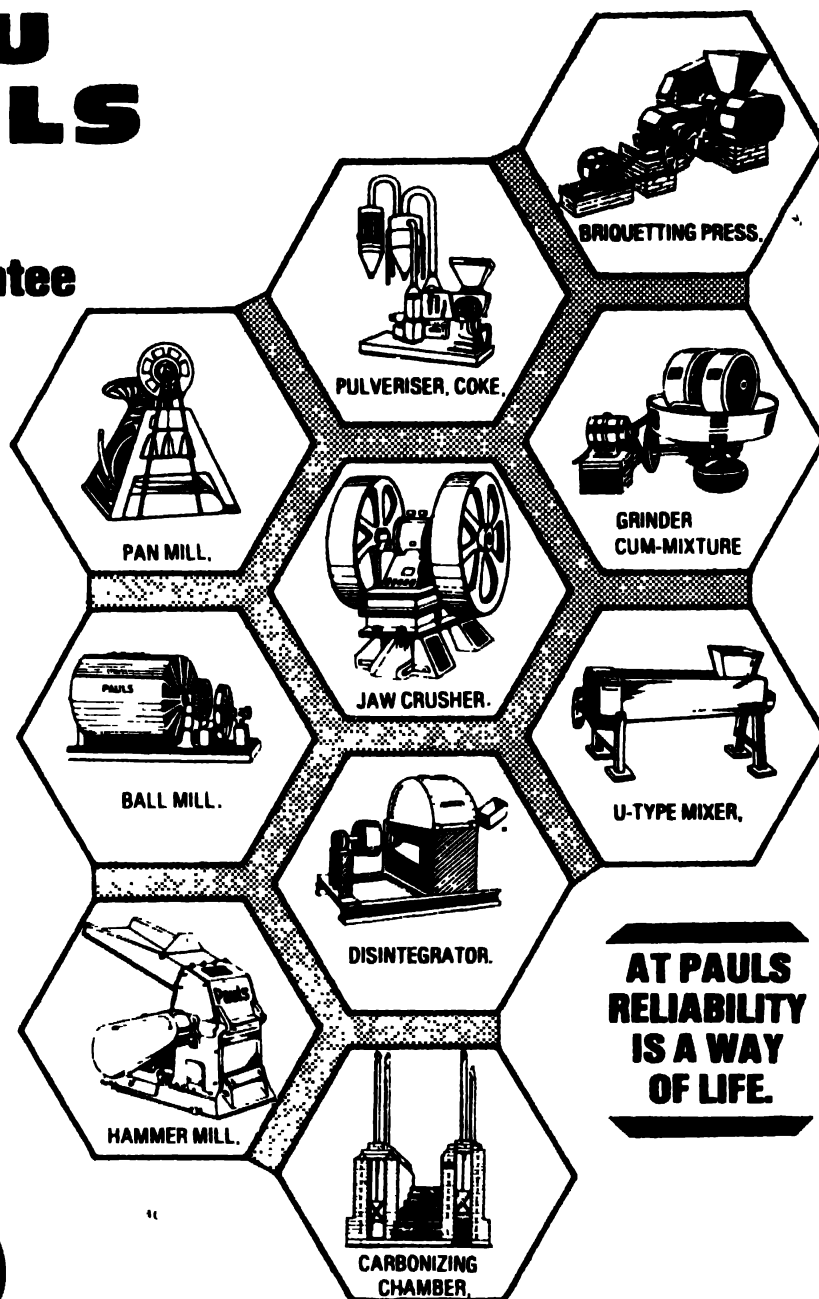 U
LS
ntee
BRIQUETTING PRESS.
PULVERISER, COKE,
PAN MILL.
GRINDER
CUM-MIXTURE
JAW CRUSHER.
PAULS
BALL MILL.
U-TYPE MIXER,
DISINTEGRATOR.
Pauls
HAMMER MILL.
AT PAULS
RELIABILITY
IS A WAY
OF LIFE.
CARBONIZING
CHAMBER,